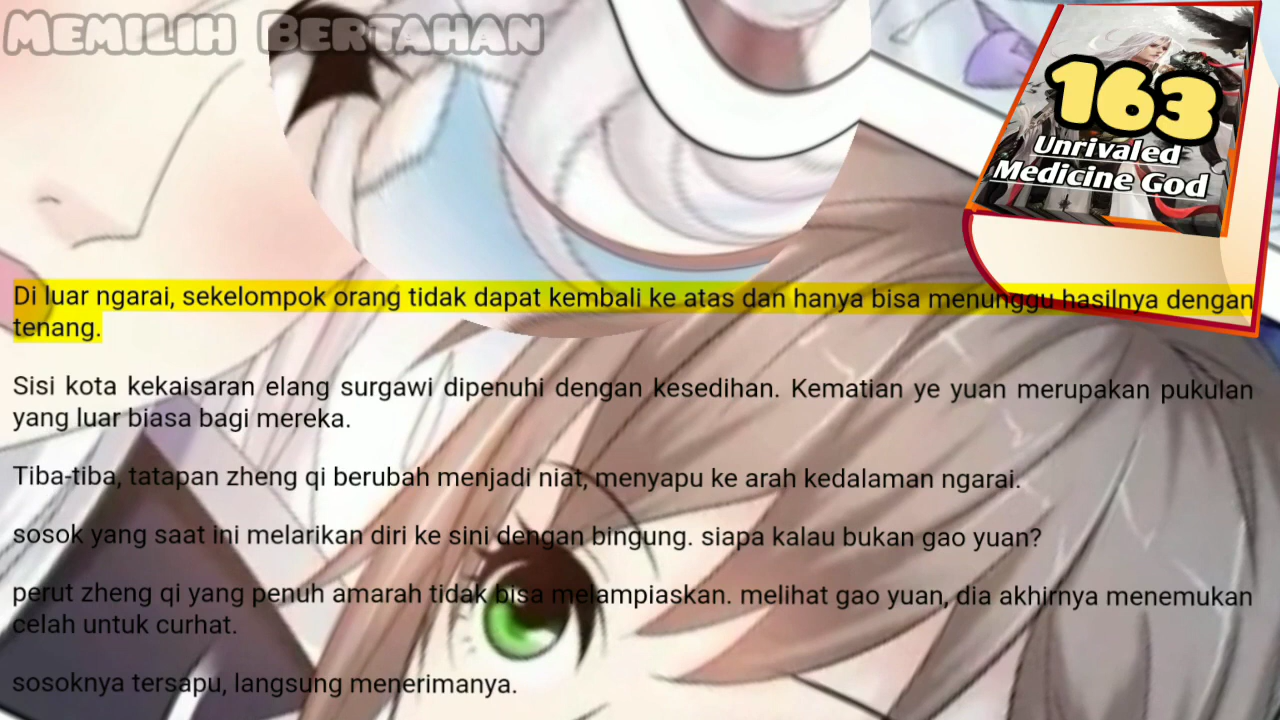 Memilih Bertahan
163
Unrivaled
Medicine God
Di luar ngarai, sekelompok orang tidak dapat kembali ke atas dan hanya bisa menunggu hasilnya dengan
tenang.
Sisi kota kekaisaran elang surgawi dipenuhi dengan kesedihan. Kematian ye yuan merupakan pukulan
yang luar biasa bagi mereka.
Tiba-tiba, tatapan zheng qi berubah menjadi niat, menyapu ke arah kedalaman ngarai.
sosok yang saat ini melarikan diri ke sini dengan bingung. siapa kalau bukan gao yuan?
perut zheng qi yang penuh amarah tidak bisa melampiaskan. melihat gao yuan, dia akhirnya menemukan
celah untuk curhat.
sosoknya tersapu, langsung menerimanya.